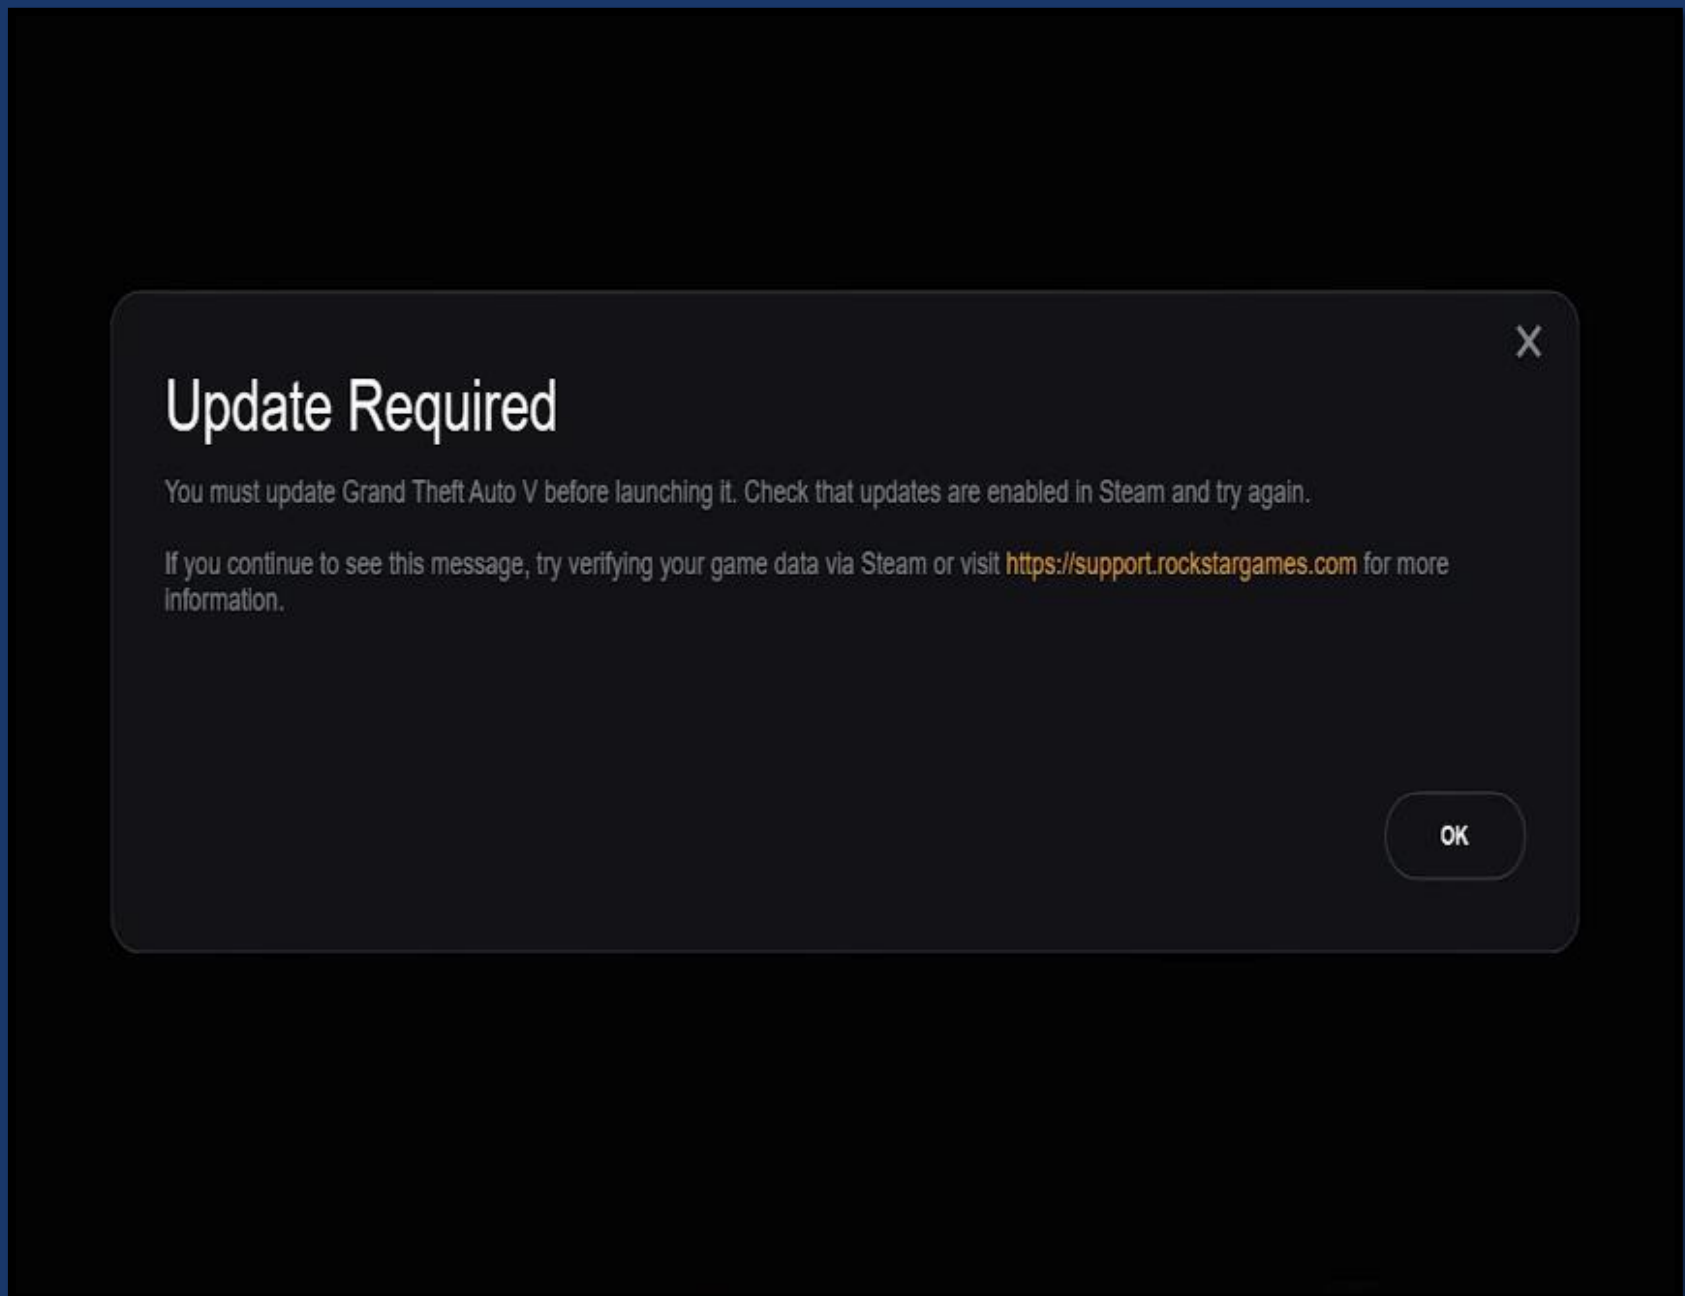 X
Update Required
You must update Grand Theft Auto V before launching it. Check that updates are enabled in Steam and try again.
If you continue to see this message, try verifying your game data via Steam or visit https://support.rockstargames.com for more
information.
OK